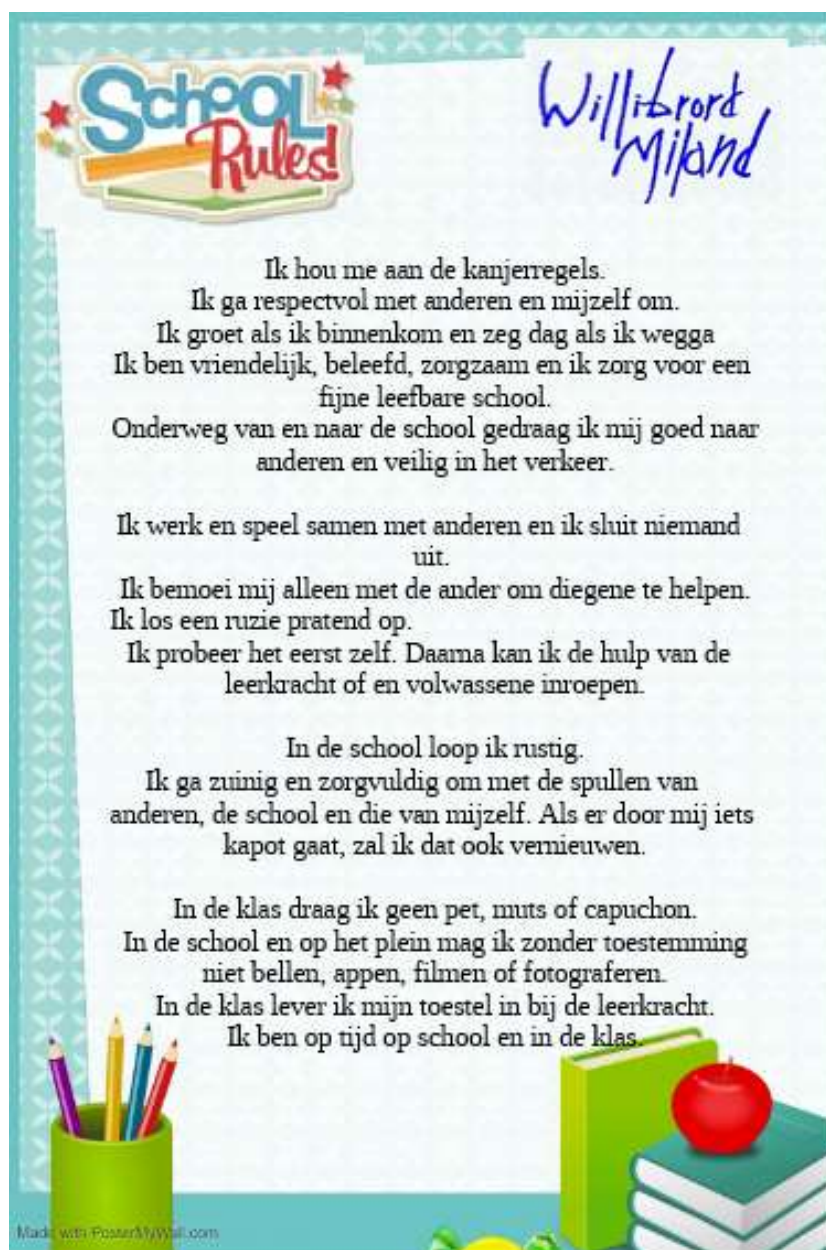 School
Rules!
Willibrord
Miland
Ik hou me aan de kanjerregels.
Ik ga respectvol met anderen en mijzelf om.
Ik groet als ik binnenkom en zeg dag als ik wegga
Ik ben vriendelijk, beleefd, zorgzaam en ik zorg voor een
fijne leefbare school.
Onderweg van en naar de school gedraag ik mij goed naar
anderen en veilig in het verkeer.
Ik werk en speel samen met anderen en ik sluit niemand
uit.
Ik bemoei mij alleen met de ander om diegene te helpen.
Ik los een ruzie pratend op.
Ik probeer het eerst zelf. Daarna kan ik de hulp van de
leerkracht of en volwassene inroepen.
In de school loop ik rustig.
Ik ga zuinig en zorgvuldig om met de spullen van
anderen, de school en die van mijzelf. Als er door mij iets
kapot gaat, zal ik dat ook vernieuwen.
In de klas draag ik geen pet, muts of capuchon.
In de school en op het plein mag ik zonder toestemming
niet bellen, appen, filmen of fotograferen.
In de klas lever ik mijn toestel in bij de leerkracht.
Ik ben op tijd op school en in de klas.
Made with PosterMyWall.com